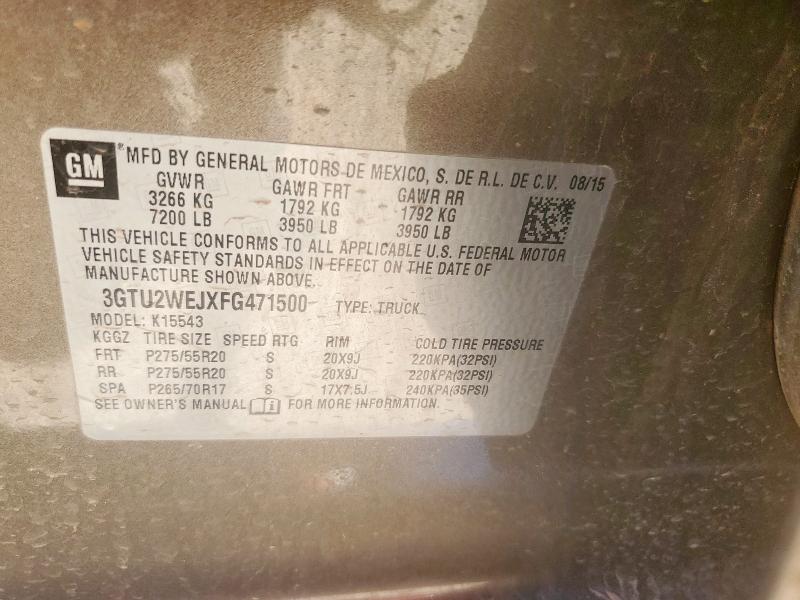 GM ® MFD BY GENERAL MOTORS DE MEXICO, S. DE R.L. DE C.V. 08/15
GVWR GAWR FRT GAWR RR
3266 KG 1792 KG 1792 KG
7200 LB 3950 LB 3950 LB
THIS VEHICLE CONFORMS TO ALL APPLICABLE U.S. FEDERAL MOTOR
VEHICLE SAFETY STANDARDS IN EFFECT ON THE DATE OF
MANUFACTURE SHOWN ABOVE.
3GTU2WEJXFG471500 TYPE: TRUCK
MODEL: K15543
KGGZ TIRE SIZE SPEED RTG RIM COLD TIRE PRESSURE
FRT P275/55R20 S 20X9J 220KPA(32PSI)
RR P275/55R20 S 20X9J 220KPA(32PSI)
SPA P265/70R17 S 17X7.5J 240KPA(35PSI)
SEE OWNER'S MANUAL FOR MORE INFORMATION.